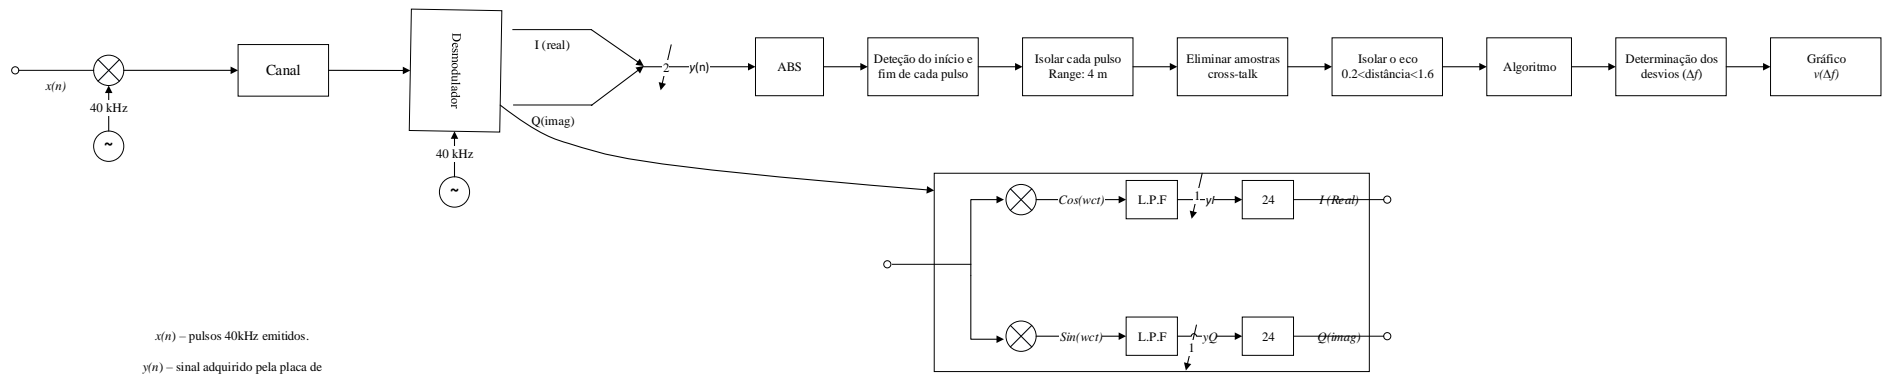 x(n)
40 kHz
~
Canal
Desmodulador
40 kHz
~
I (real)
Q(imag)
2
y(n)
ABS
Deteção do início e
fim de cada pulso
Isolar cada pulso
Range: 4 m
Eliminar amostras
cross-talk
Isolar o eco
0.2<distância<1.6
Algoritmo
Determinação dos
desvios (Δf)
Gráfico
v(Δf)
Cos(wct)
L.P.F
1
yI
24
I (Real)
Sin(wct)
L.P.F
1
yQ
24
Q(imag)
x(n) – pulsos 40kHz emitidos.
y(n) – sinal adquirido pela placa de